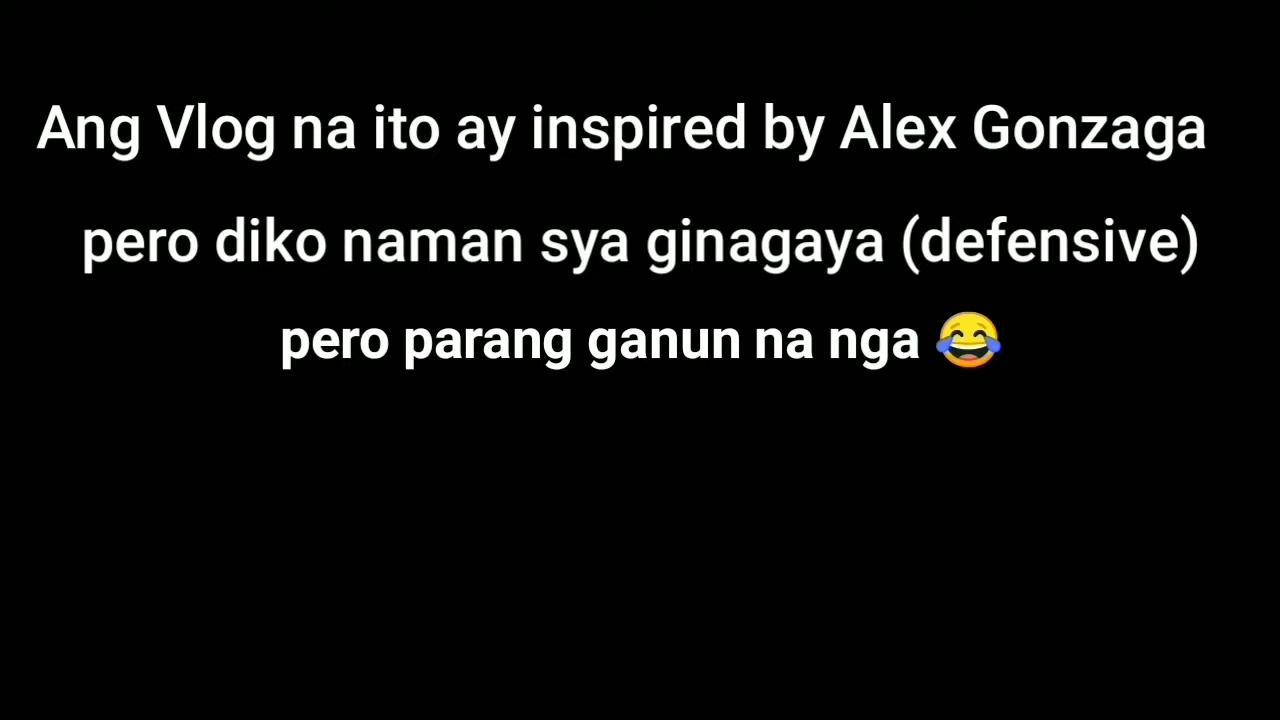 Ang Vlog na ito ay inspired by Alex Gonzaga
pero diko naman sya ginagaya (defensive)
pero parang ganun na nga 😂